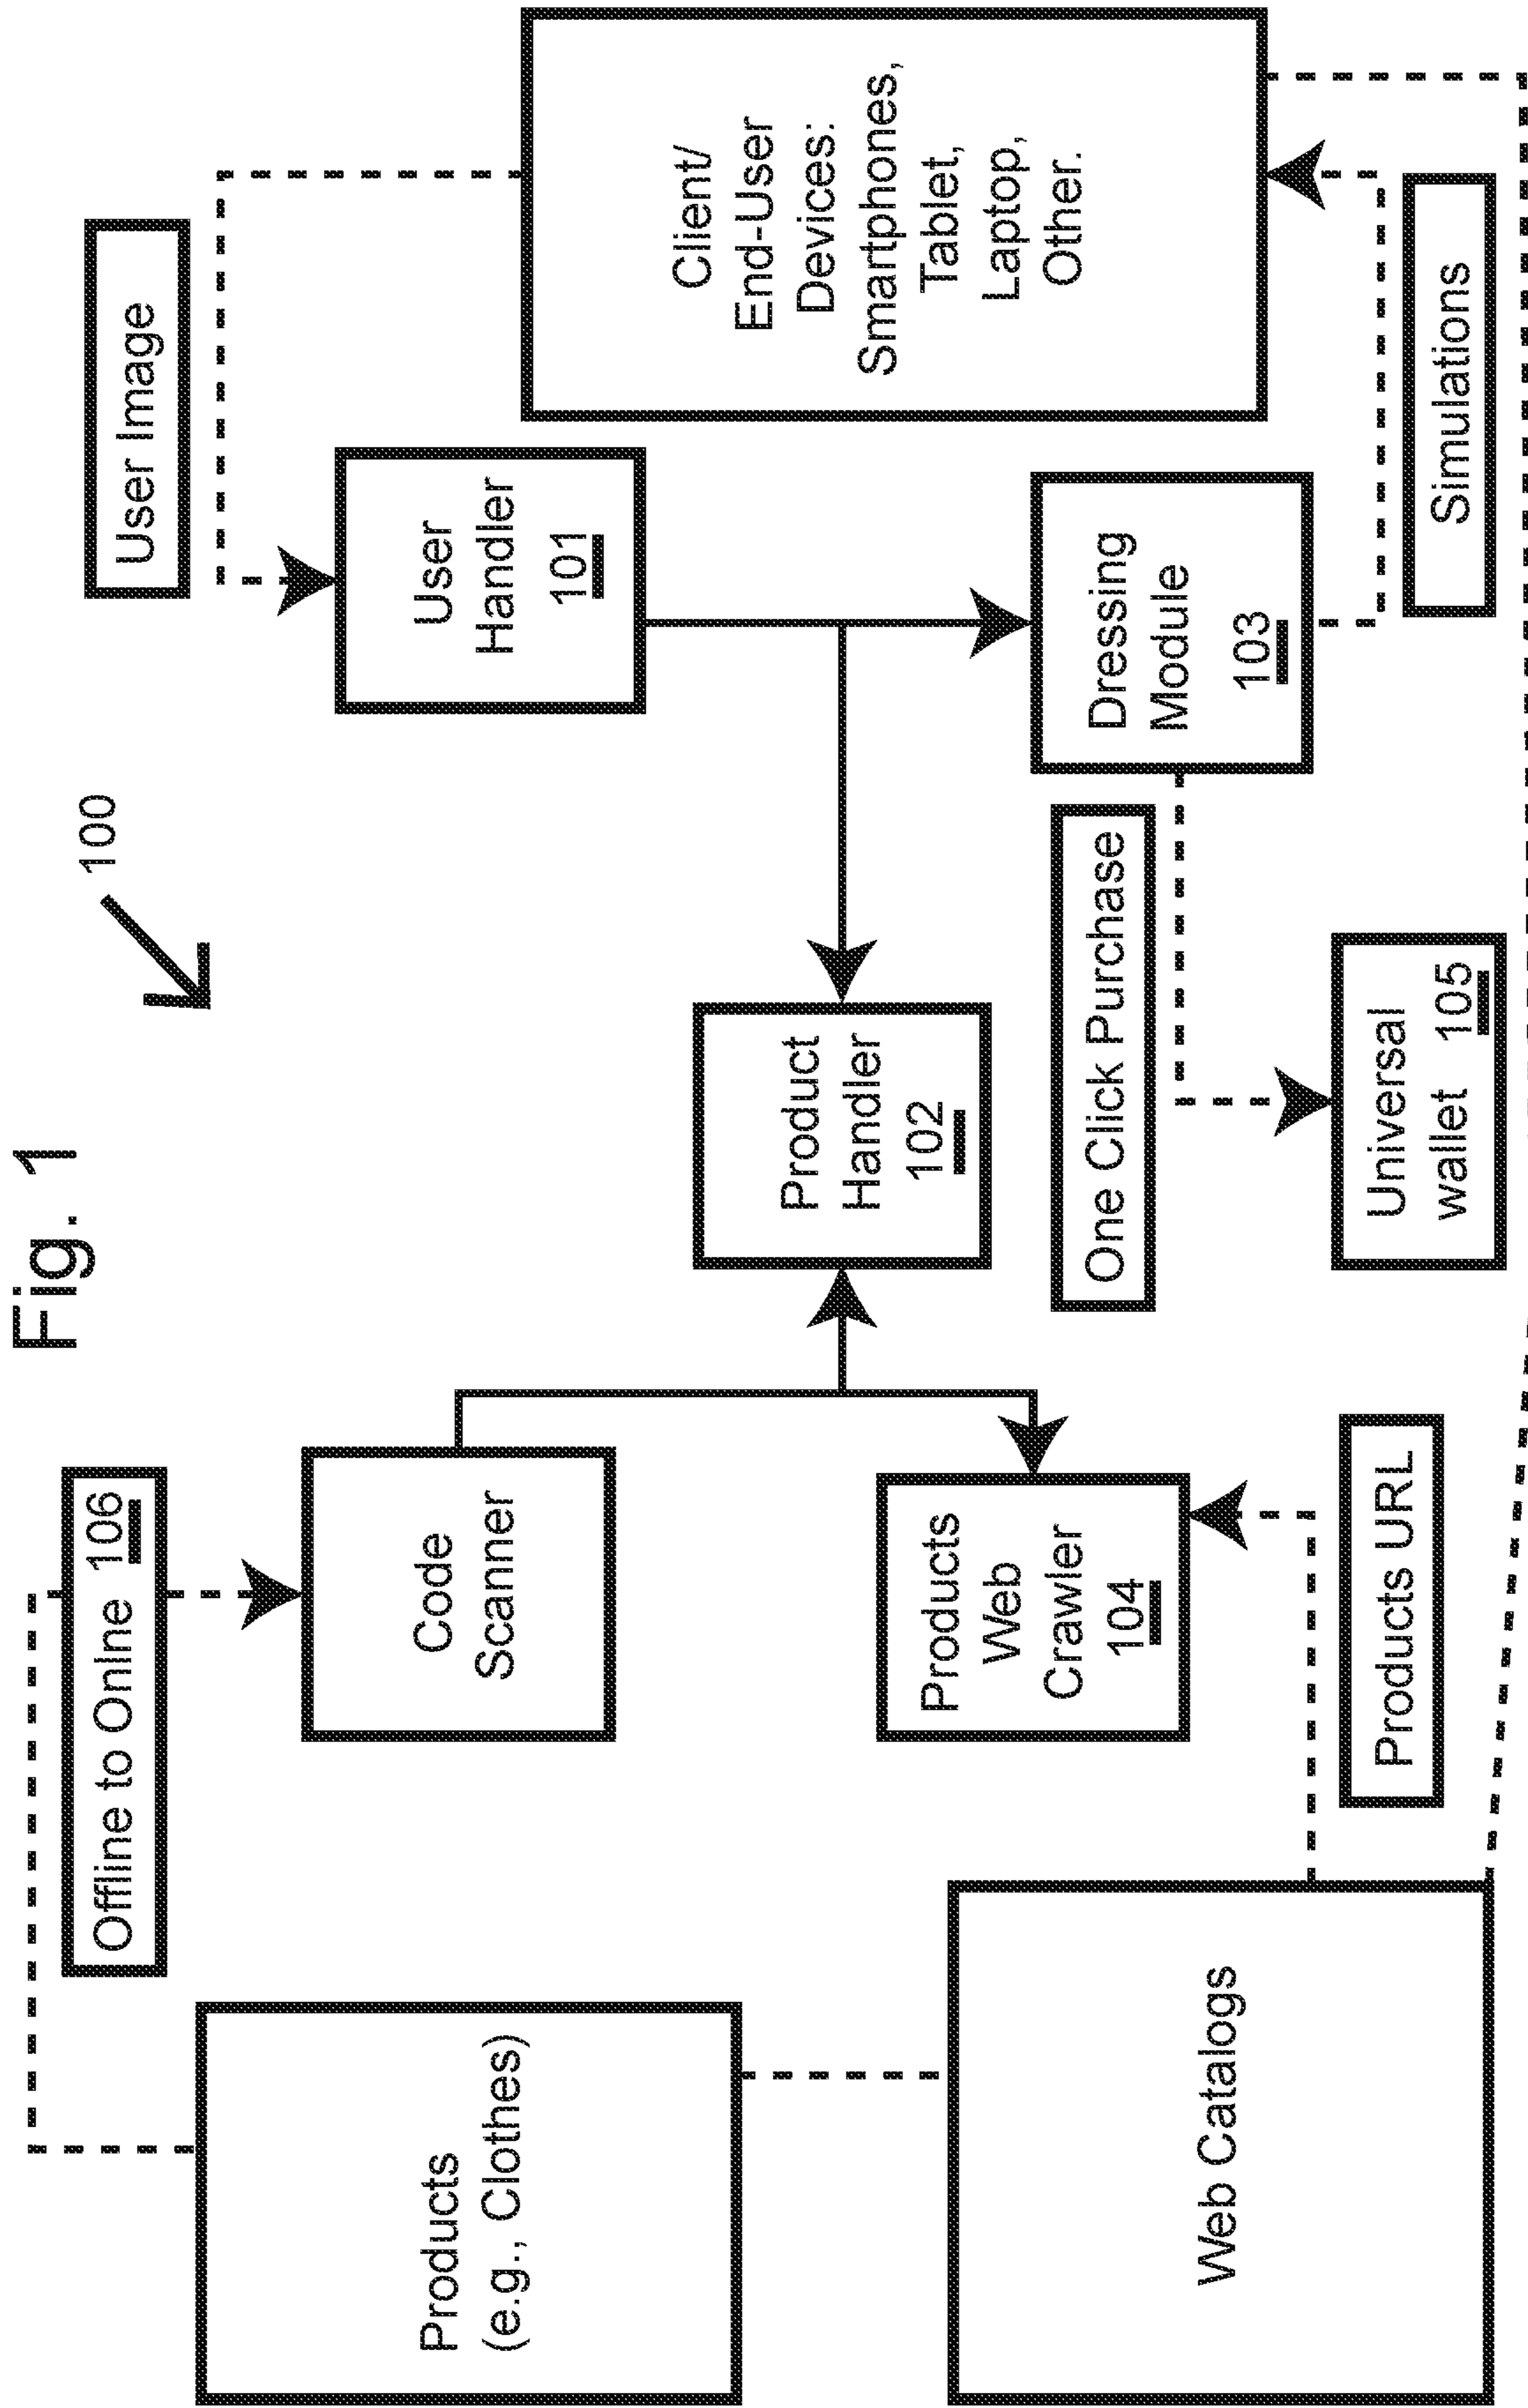 Fig. 1
100
Offline to Onlne 106
User Image
Products
(e.g., Clothes)
Code
Scanner
User
Handler
101
Product
Handler
102
Client/
End-User
Devices:
Smartphones,
Tablet,
Laptop,
Other.
Web Catalogs
Products
Web
Crawler
104
One Click Purchase
Dressing
Module
103
Products URL
Universal
wallet 105
Simulations